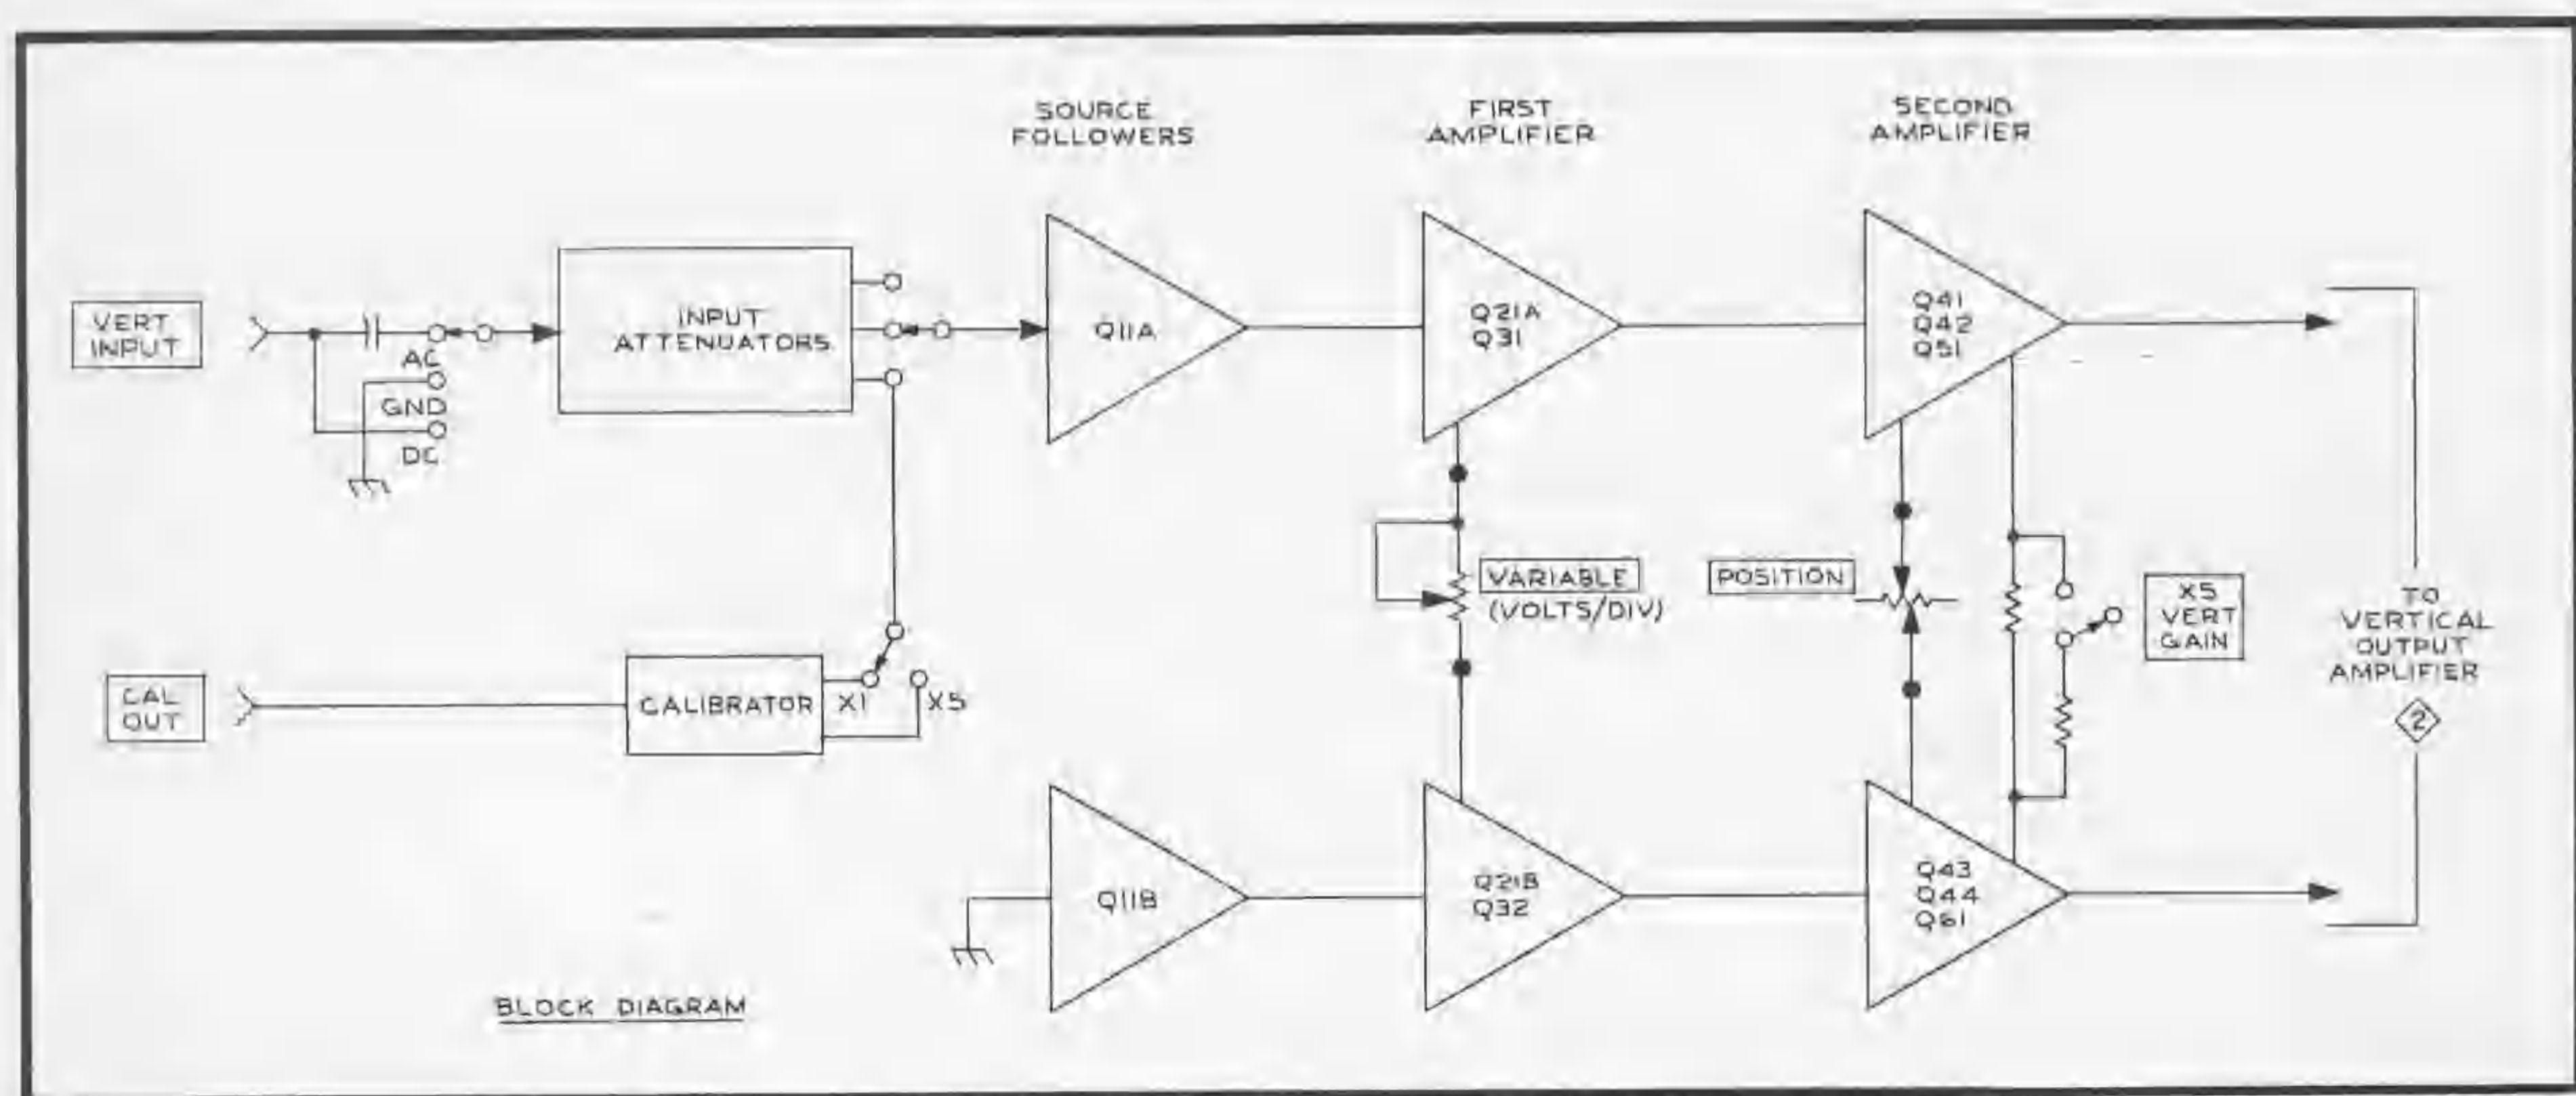 SOURCE
FOLLOWERS
FIRST
AMPLIFIER
SECOND
AMPLIFIER
VERT
INPUT
AC
GND
DC
INPUT
ATTENUATORS
Q11A
Q21A
Q31
Q41
Q42
Q51
VARIABLE
(VOLTS/DIV)
POSITION
X5
VERT
GAIN
TO
VERTICAL
OUTPUT
AMPLIFIER
2
CAL
OUT
CALIBRATOR
X1
X5
Q11B
Q21B
Q32
Q43
Q44
Q61
BLOCK DIAGRAM